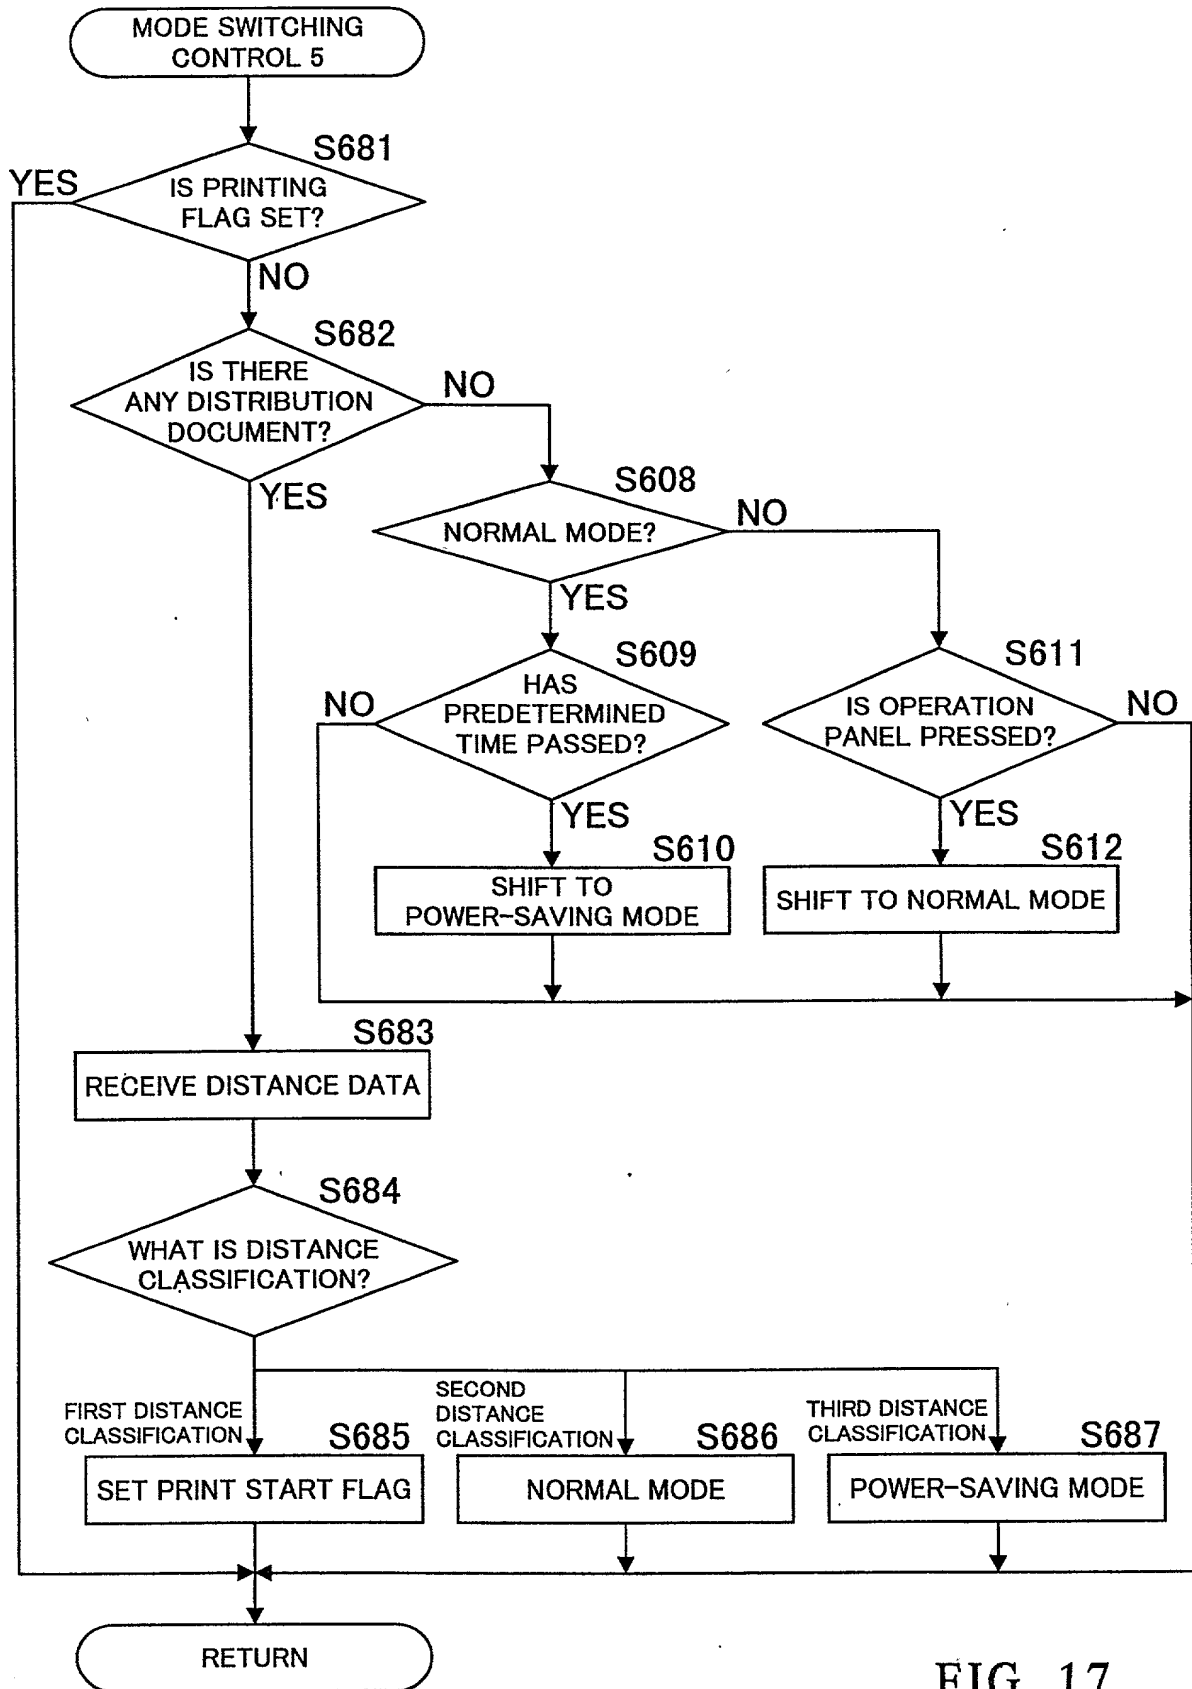 MODE SWITCHING
CONTROL 5
S681
YES
IS PRINTING
FLAG SET?
NO
S682
IS THERE
ANY DISTRIBUTION
DOCUMENT?
NO
YES
S608
NORMAL MODE?
NO
YES
S609
HAS
PREDETERMINED
TIME PASSED?
NO
YES
S611
IS OPERATION
PANEL PRESSED?
NO
YES
S610
SHIFT TO
POWER-SAVING MODE
S612
SHIFT TO NORMAL MODE
S683
RECEIVE DISTANCE DATA
S684
WHAT IS DISTANCE
CLASSIFICATION?
FIRST DISTANCE
CLASSIFICATION
S685
SET PRINT START FLAG
SECOND
DISTANCE
CLASSIFICATION
S686
NORMAL MODE
THIRD DISTANCE
CLASSIFICATION
S687
POWER-SAVING MODE
RETURN
FIG. 17